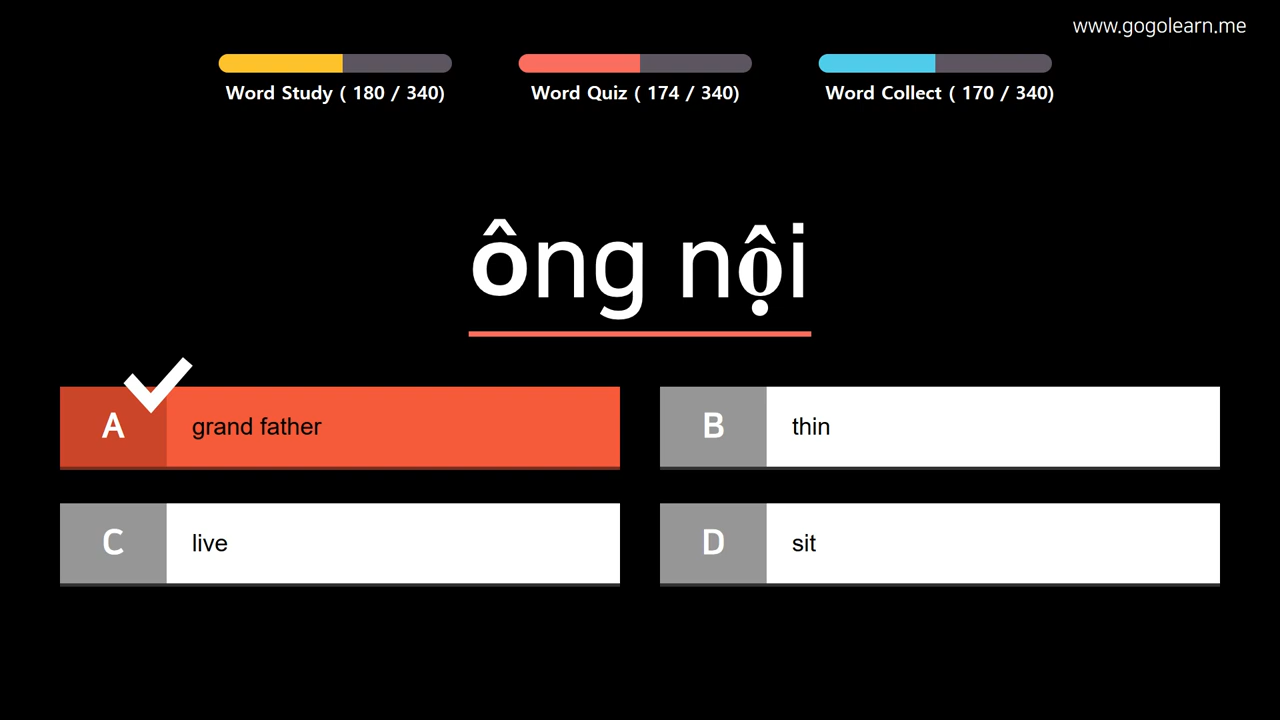 www.gogolearn.me
Word Study ( 180 / 340)
Word Quiz ( 174 / 340)
Word Collect ( 170 / 340)
ông nội
A grand father
B thin
C live
D sit